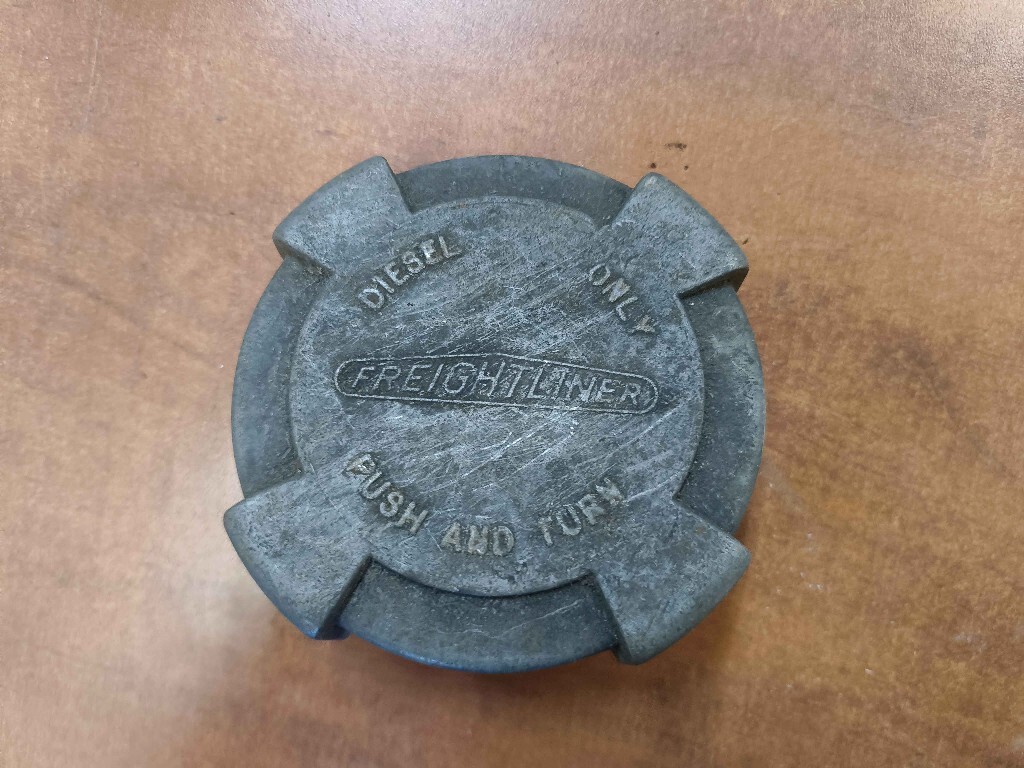 DIESEL ONLY
FREIGHTLINER
PUSH AND TURN